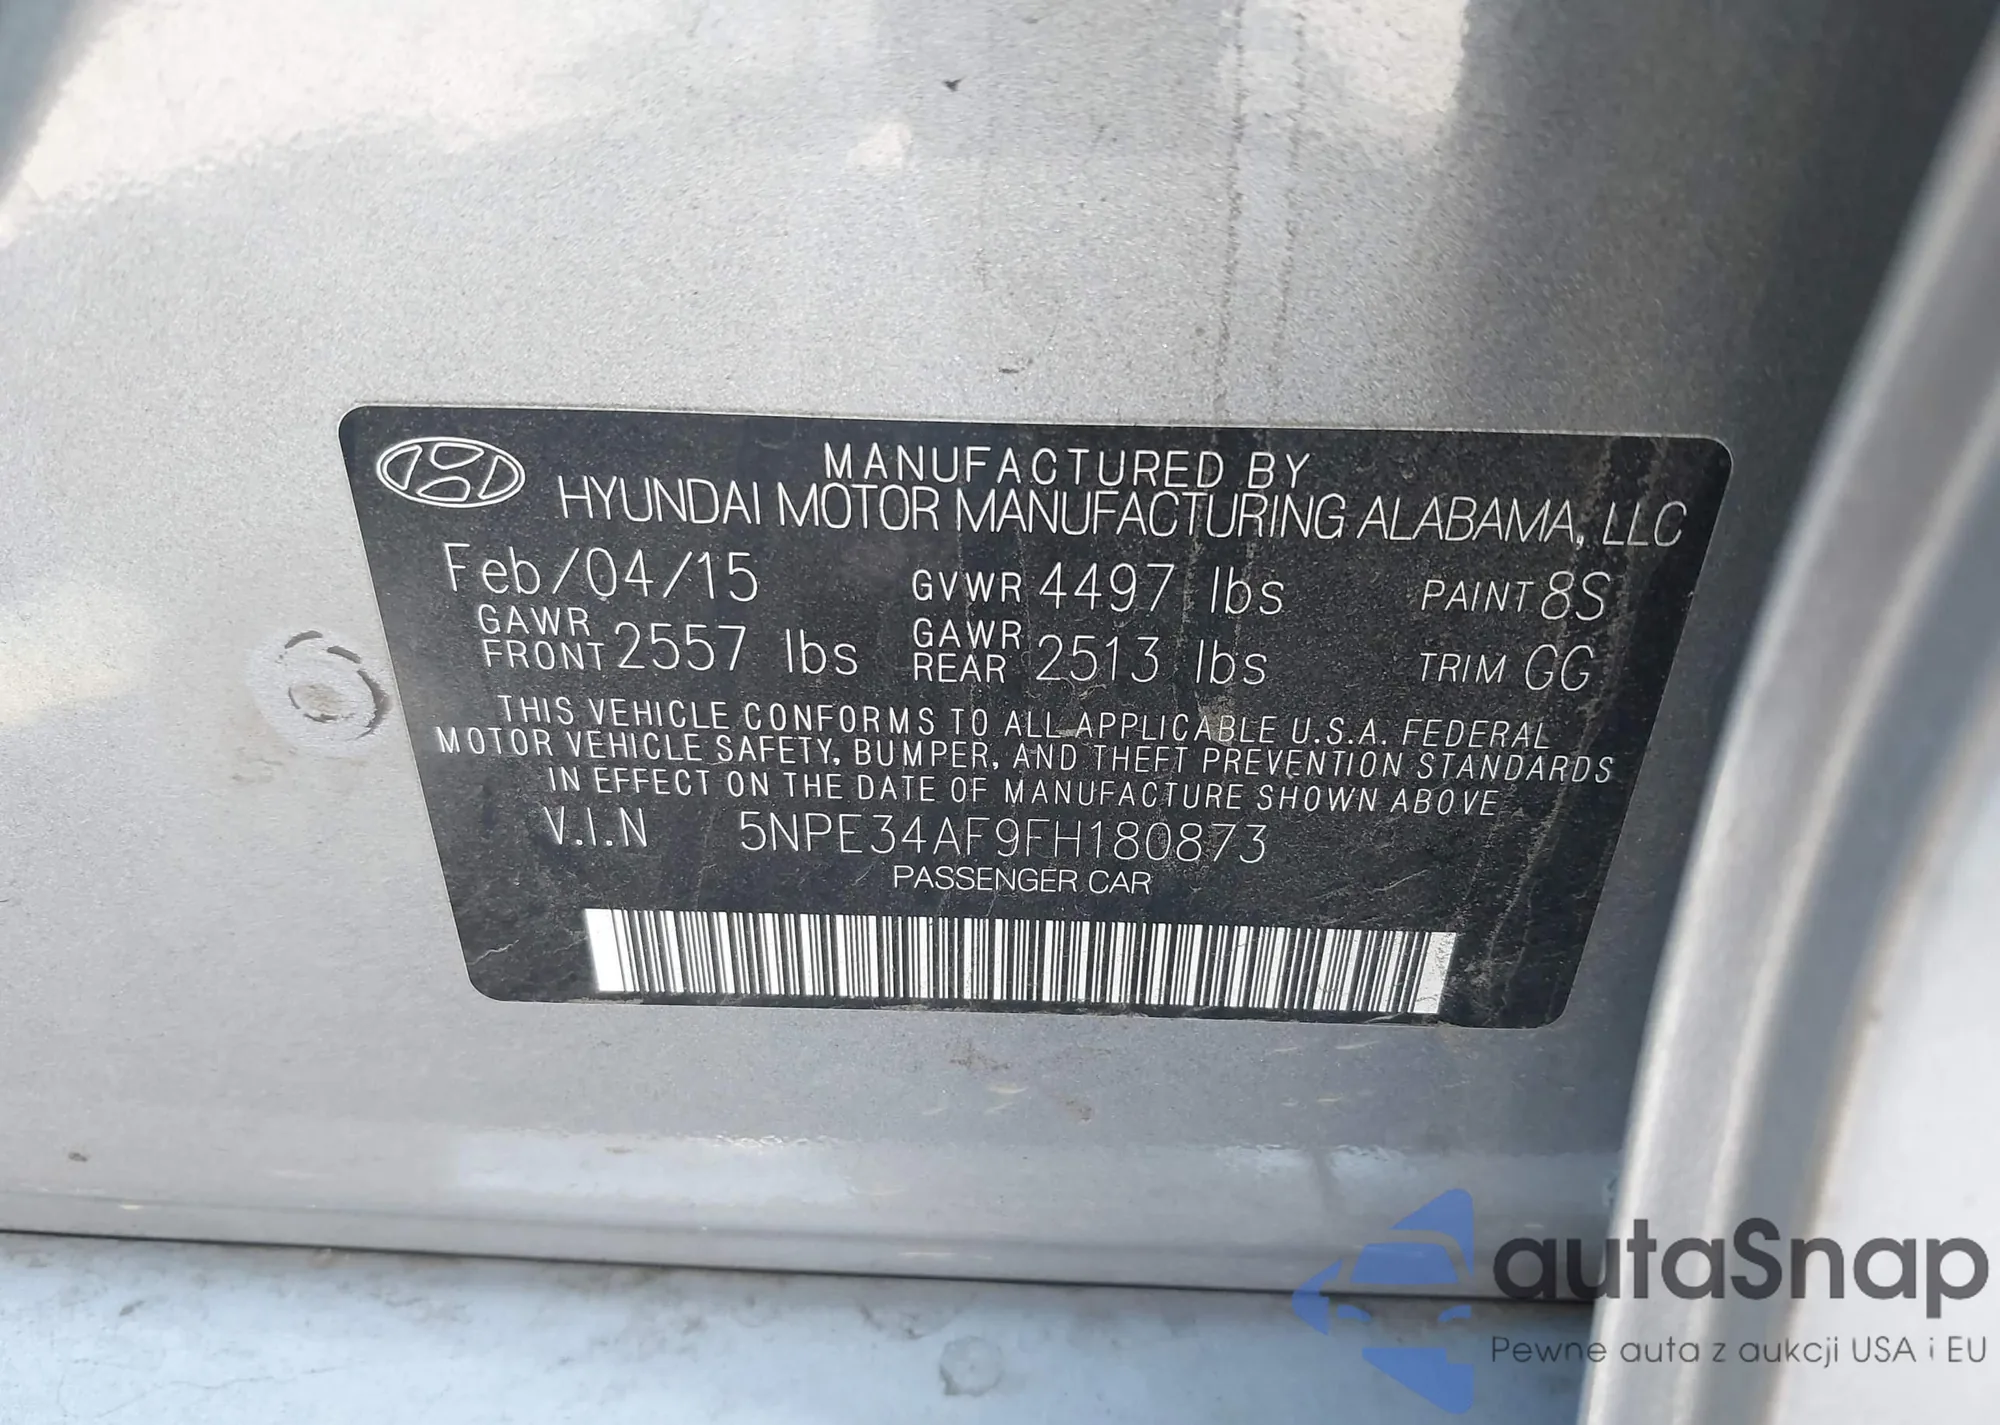 MANUFACTURED BY
HYUNDAI MOTOR MANUFACTURING ALABAMA, LLC
Feb/04/15 GVWR 4497 lbs PAINT 8S
GAWR FRONT 2557 lbs GAWR REAR 2513 lbs TRIM GG
THIS VEHICLE CONFORMS TO ALL APPLICABLE U.S.A. FEDERAL
MOTOR VEHICLE SAFETY, BUMPER, AND THEFT PREVENTION STANDARDS
IN EFFECT ON THE DATE OF MANUFACTURE SHOWN ABOVE
V.I.N 5NPE34AF9FH180873
PASSENGER CAR
autaSnap
Pewne auta z aukcji USA i EU